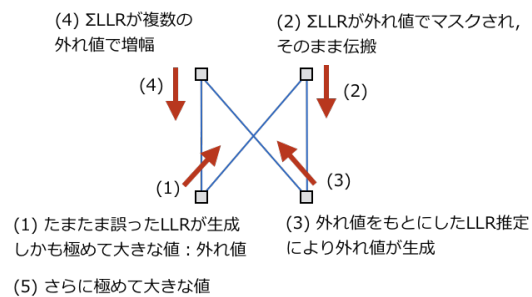 (4) ΣLLRが複数の
外れ値で増幅
(2) ΣLLRが外れ値でマスクされ,
そのまま伝搬
(4)
(2)
(1)
(3)
(1) たまたま誤ったLLRが生成
しかも極めて大きな値：外れ値
(3) 外れ値をもとにしたLLR推定
により外れ値が生成
(5) さらに極めて大きな値